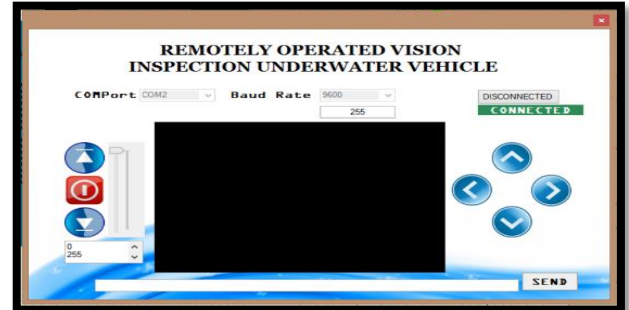 REMOTELY OPERATED VISION
INSPECTION UNDERWATER VEHICLE
COMPort COM2 Baud Rate 9600 DISCONNECTED
255 CONNECTED
0
255
SEND